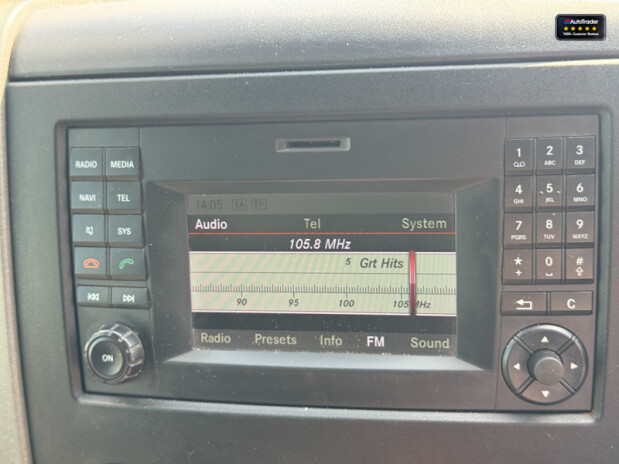 AutoTrader
RADIO MEDIA
NAVI TEL
SYS
ON
14:05 TA TP
Audio Tel System
105.8 MHz
5 Grt Hits
90 95 100 105 MHz
Radio Presets Info FM Sound
1 2 ABC 3 DEF
4 GHI 5 JKL 6 MNO
7 PQRS 8 TUV 9 WXYZ
* + 0 #
C